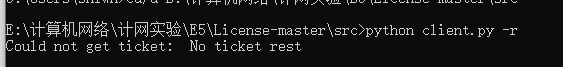 E:\计算机网络\计网实验\E5\License-master\src>python client.py -r
Could not get ticket:  No ticket rest